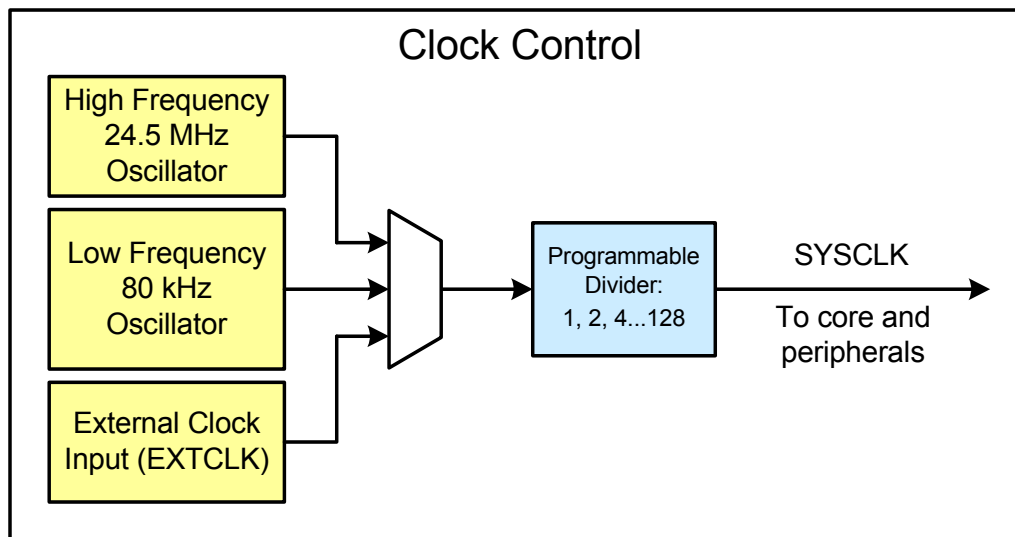 Clock Control
High Frequency
24.5 MHz
Oscillator
Low Frequency
80 kHz
Oscillator
External Clock
Input (EXTCLK)
Programmable
Divider:
1, 2, 4...128
SYSCLK
To core and
peripherals